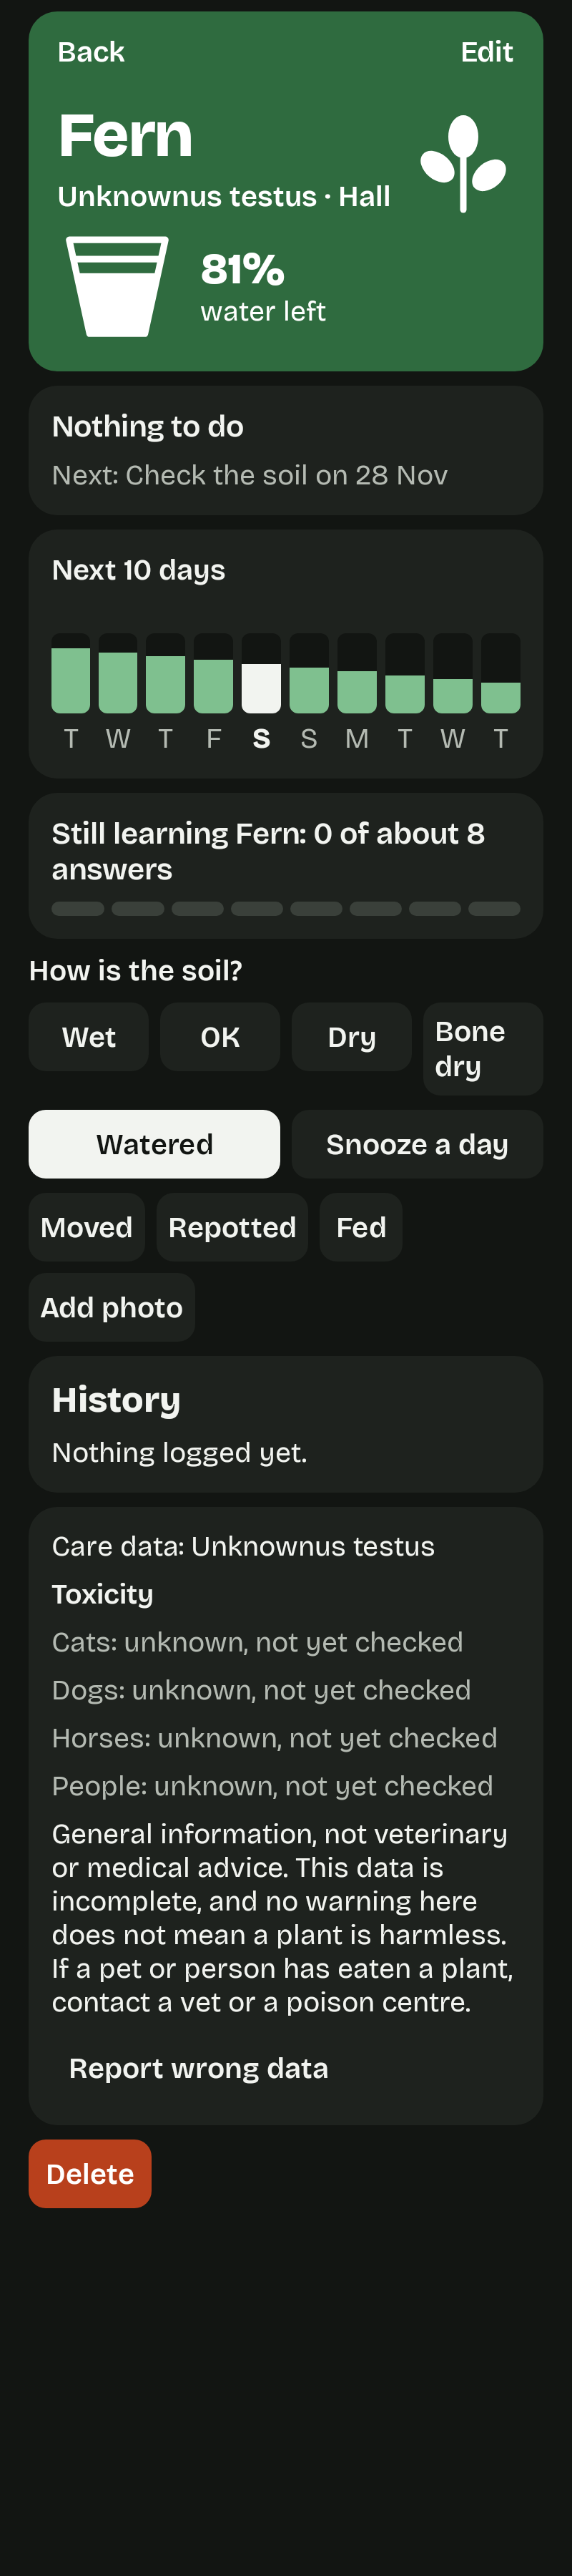 Back
Edit
Fern
Unknownus testus · Hall
81%
water left
Nothing to do
Next: Check the soil on 28 Nov
Next 10 days
T W T F S S M T W T
Still learning Fern: 0 of about 8
answers
How is the soil?
Wet
OK
Dry
Bone
dry
Watered
Snooze a day
Moved
Repotted
Fed
Add photo
History
Nothing logged yet.
Care data: Unknownus testus
Toxicity
Cats: unknown, not yet checked
Dogs: unknown, not yet checked
Horses: unknown, not yet checked
People: unknown, not yet checked
General information, not veterinary
or medical advice. This data is
incomplete, and no warning here
does not mean a plant is harmless.
If a pet or person has eaten a plant,
contact a vet or a poison centre.
Report wrong data
Delete